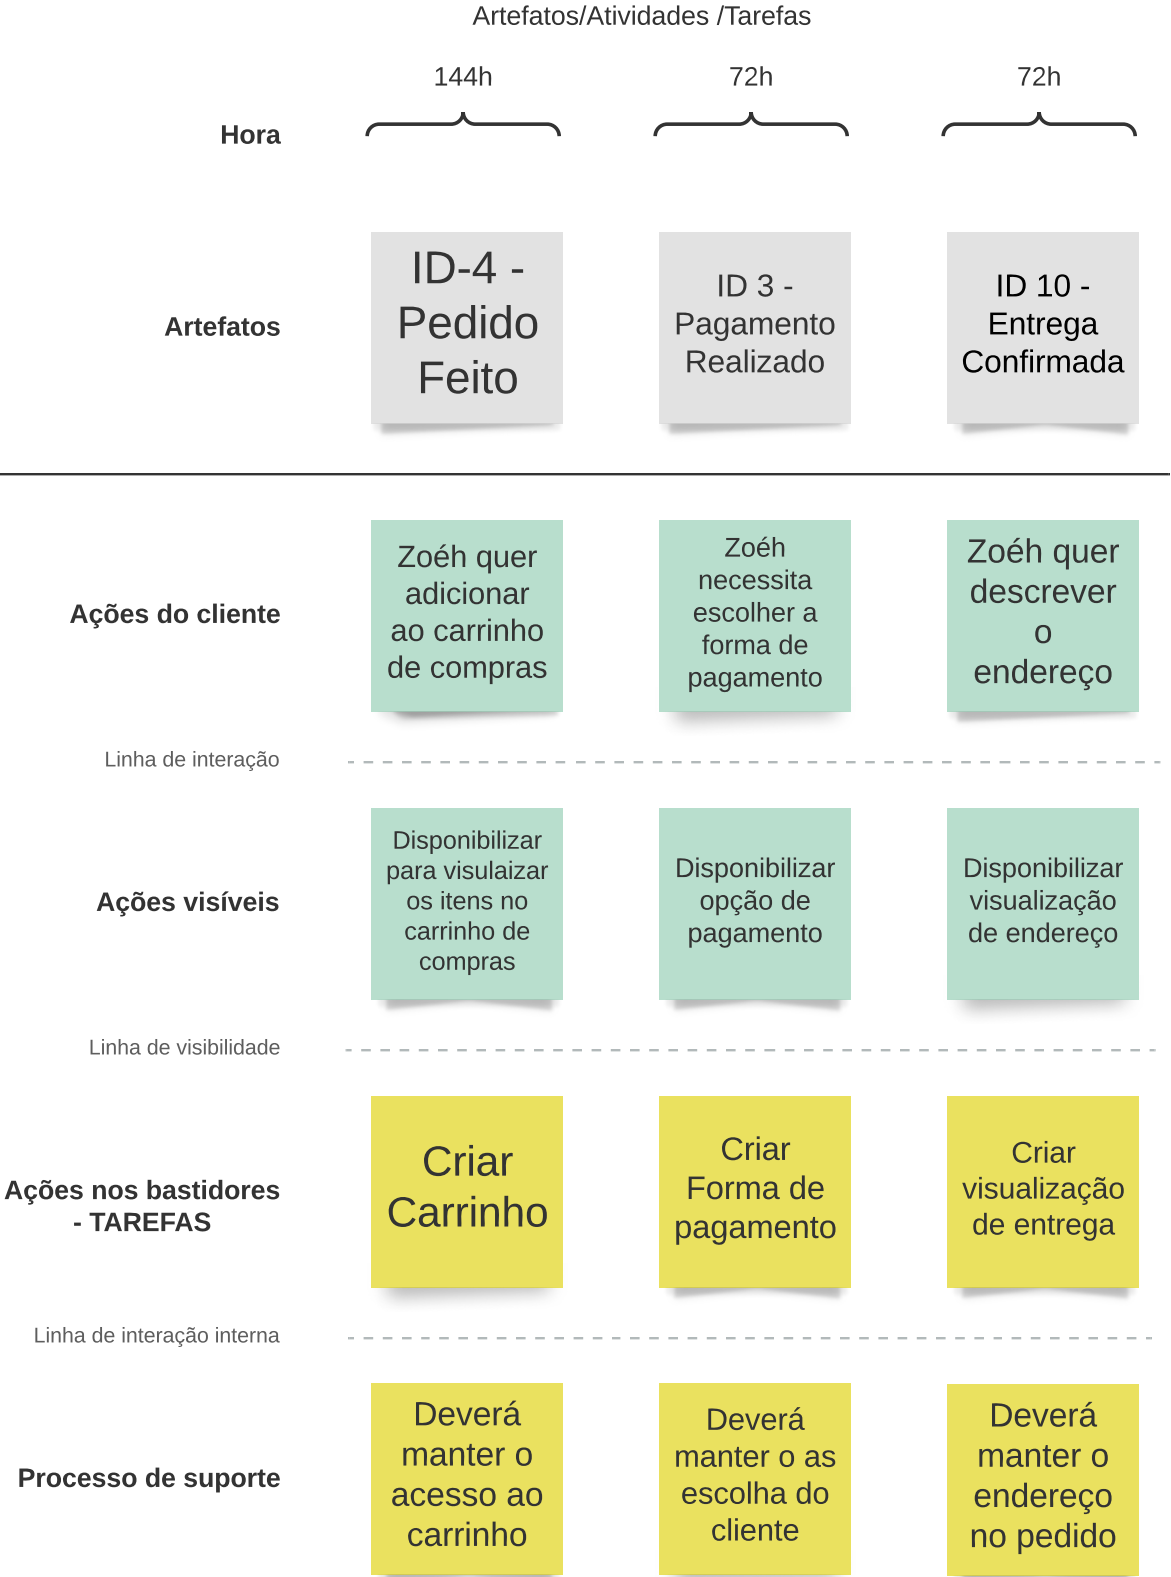 Artefatos/Atividades /Tarefas
144h
72h
72h
Hora
ID-4 -
Pedido
Feito
ID 3 -
Pagamento
Realizado
ID 10 -
Entrega
Confirmada
Artefatos
Zoéh quer
adicionar
ao carrinho
de compras
Zoéh
necessita
escolher a
forma de
pagamento
Zoéh quer
descrever
o
endereço
Ações do cliente
Linha de interação
Disponibilizar
para visulaizar
os itens no
carrinho de
compras
Disponibilizar
opção de
pagamento
Disponibilizar
visualização
de endereço
Ações visíveis
Linha de visibilidade
Criar
Carrinho
Criar
Forma de
pagamento
Criar
visualização
de entrega
Ações nos bastidores
- TAREFAS
Linha de interação interna
Deverá
manter o
acesso ao
carrinho
Deverá
manter o as
escolha do
cliente
Deverá
manter o
endereço
no pedido
Processo de suporte